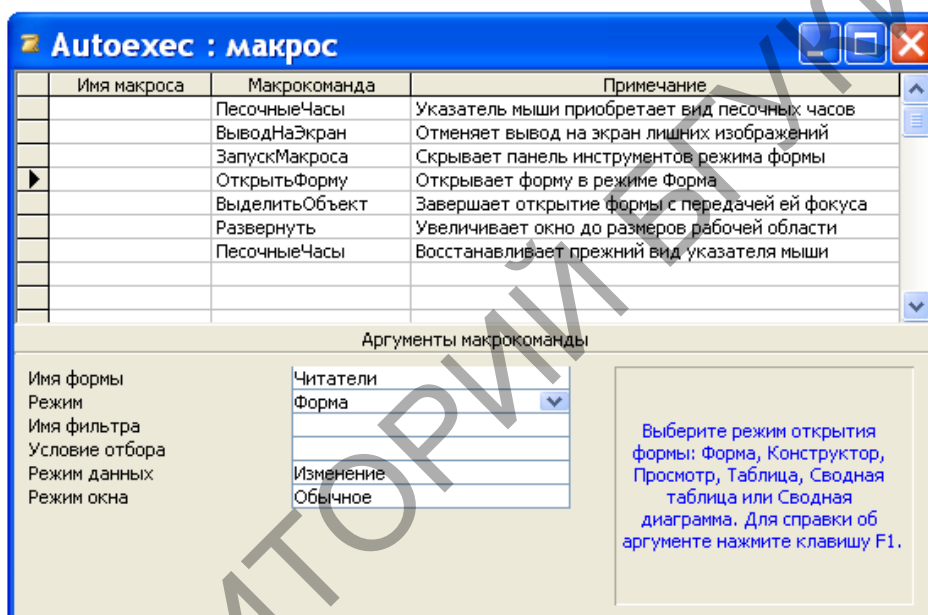 Autoexec : макрос
Имя макроса Макрокоманда Примечание
ПесочныеЧасы Указатель мыши приобретает вид песочных часов
ВыводНаЭкран Отменяет вывод на экран лишних изображений
ЗапускМакроса Скрывает панель инструментов режима формы
ОткрытьФорму Открывает форму в режиме Форма
ВыделитьОбъект Завершает открытие формы с передачей ей фокуса
Развернуть Увеличивает окно до размеров рабочей области
ПесочныеЧасы Восстанавливает прежний вид указателя мыши
Аргументы макрокоманды
Имя формы Читатели
Режим Форма
Имя фильтра
Условие отбора
Режим данных Изменение
Режим окна Обычное
Выберите режим открытия
формы: Форма, Конструктор,
Просмотр, Таблица, Сводная
таблица или Сводная
диаграмма. Для справки об
аргументе нажмите клавишу F1.